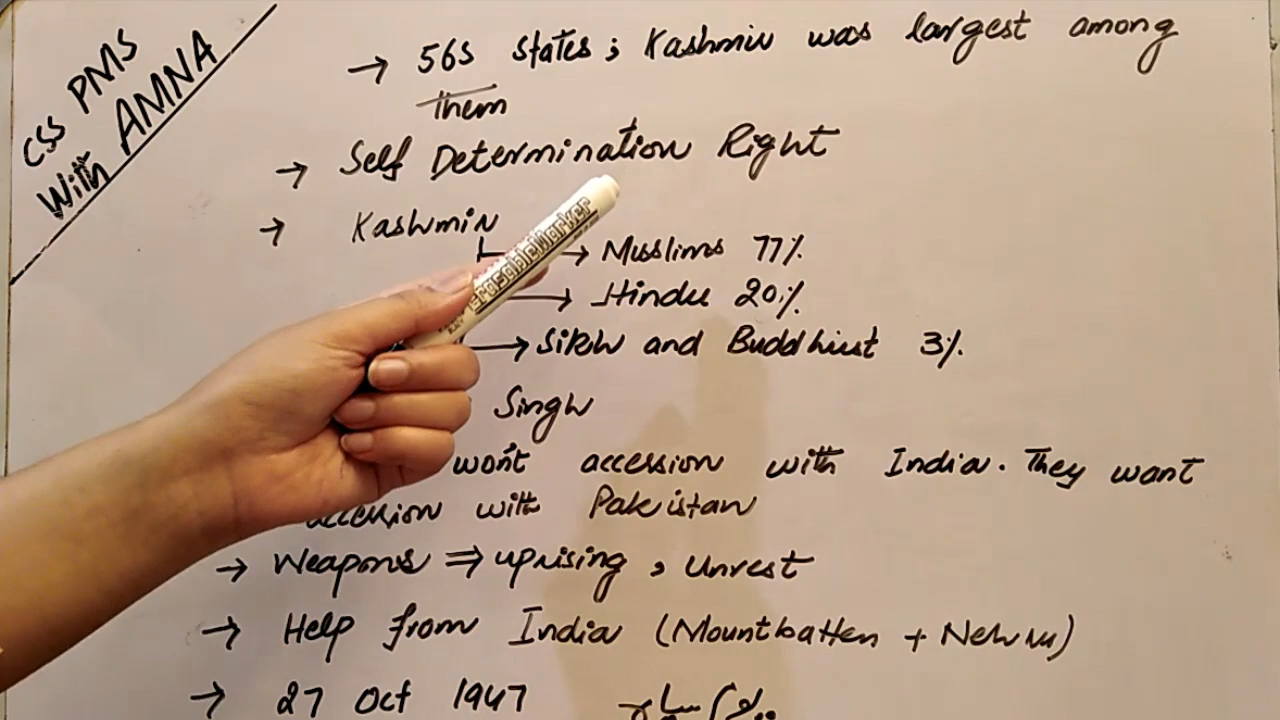 CSS PMS
With AMNA
→ 565 states ; Kashmir was largest among
them
→ Self Determination Right
→ Kashmir
→ Muslims 77%
→ Hindu 20%
→ Sikh and Buddhist 3%
Singh
won't accession with India. They want
accession with Pakistan
→ Weapons ⇒ uprising , Unrest
→ Help from India (Mountbatten + Nehru)
→ 27 Oct 1947